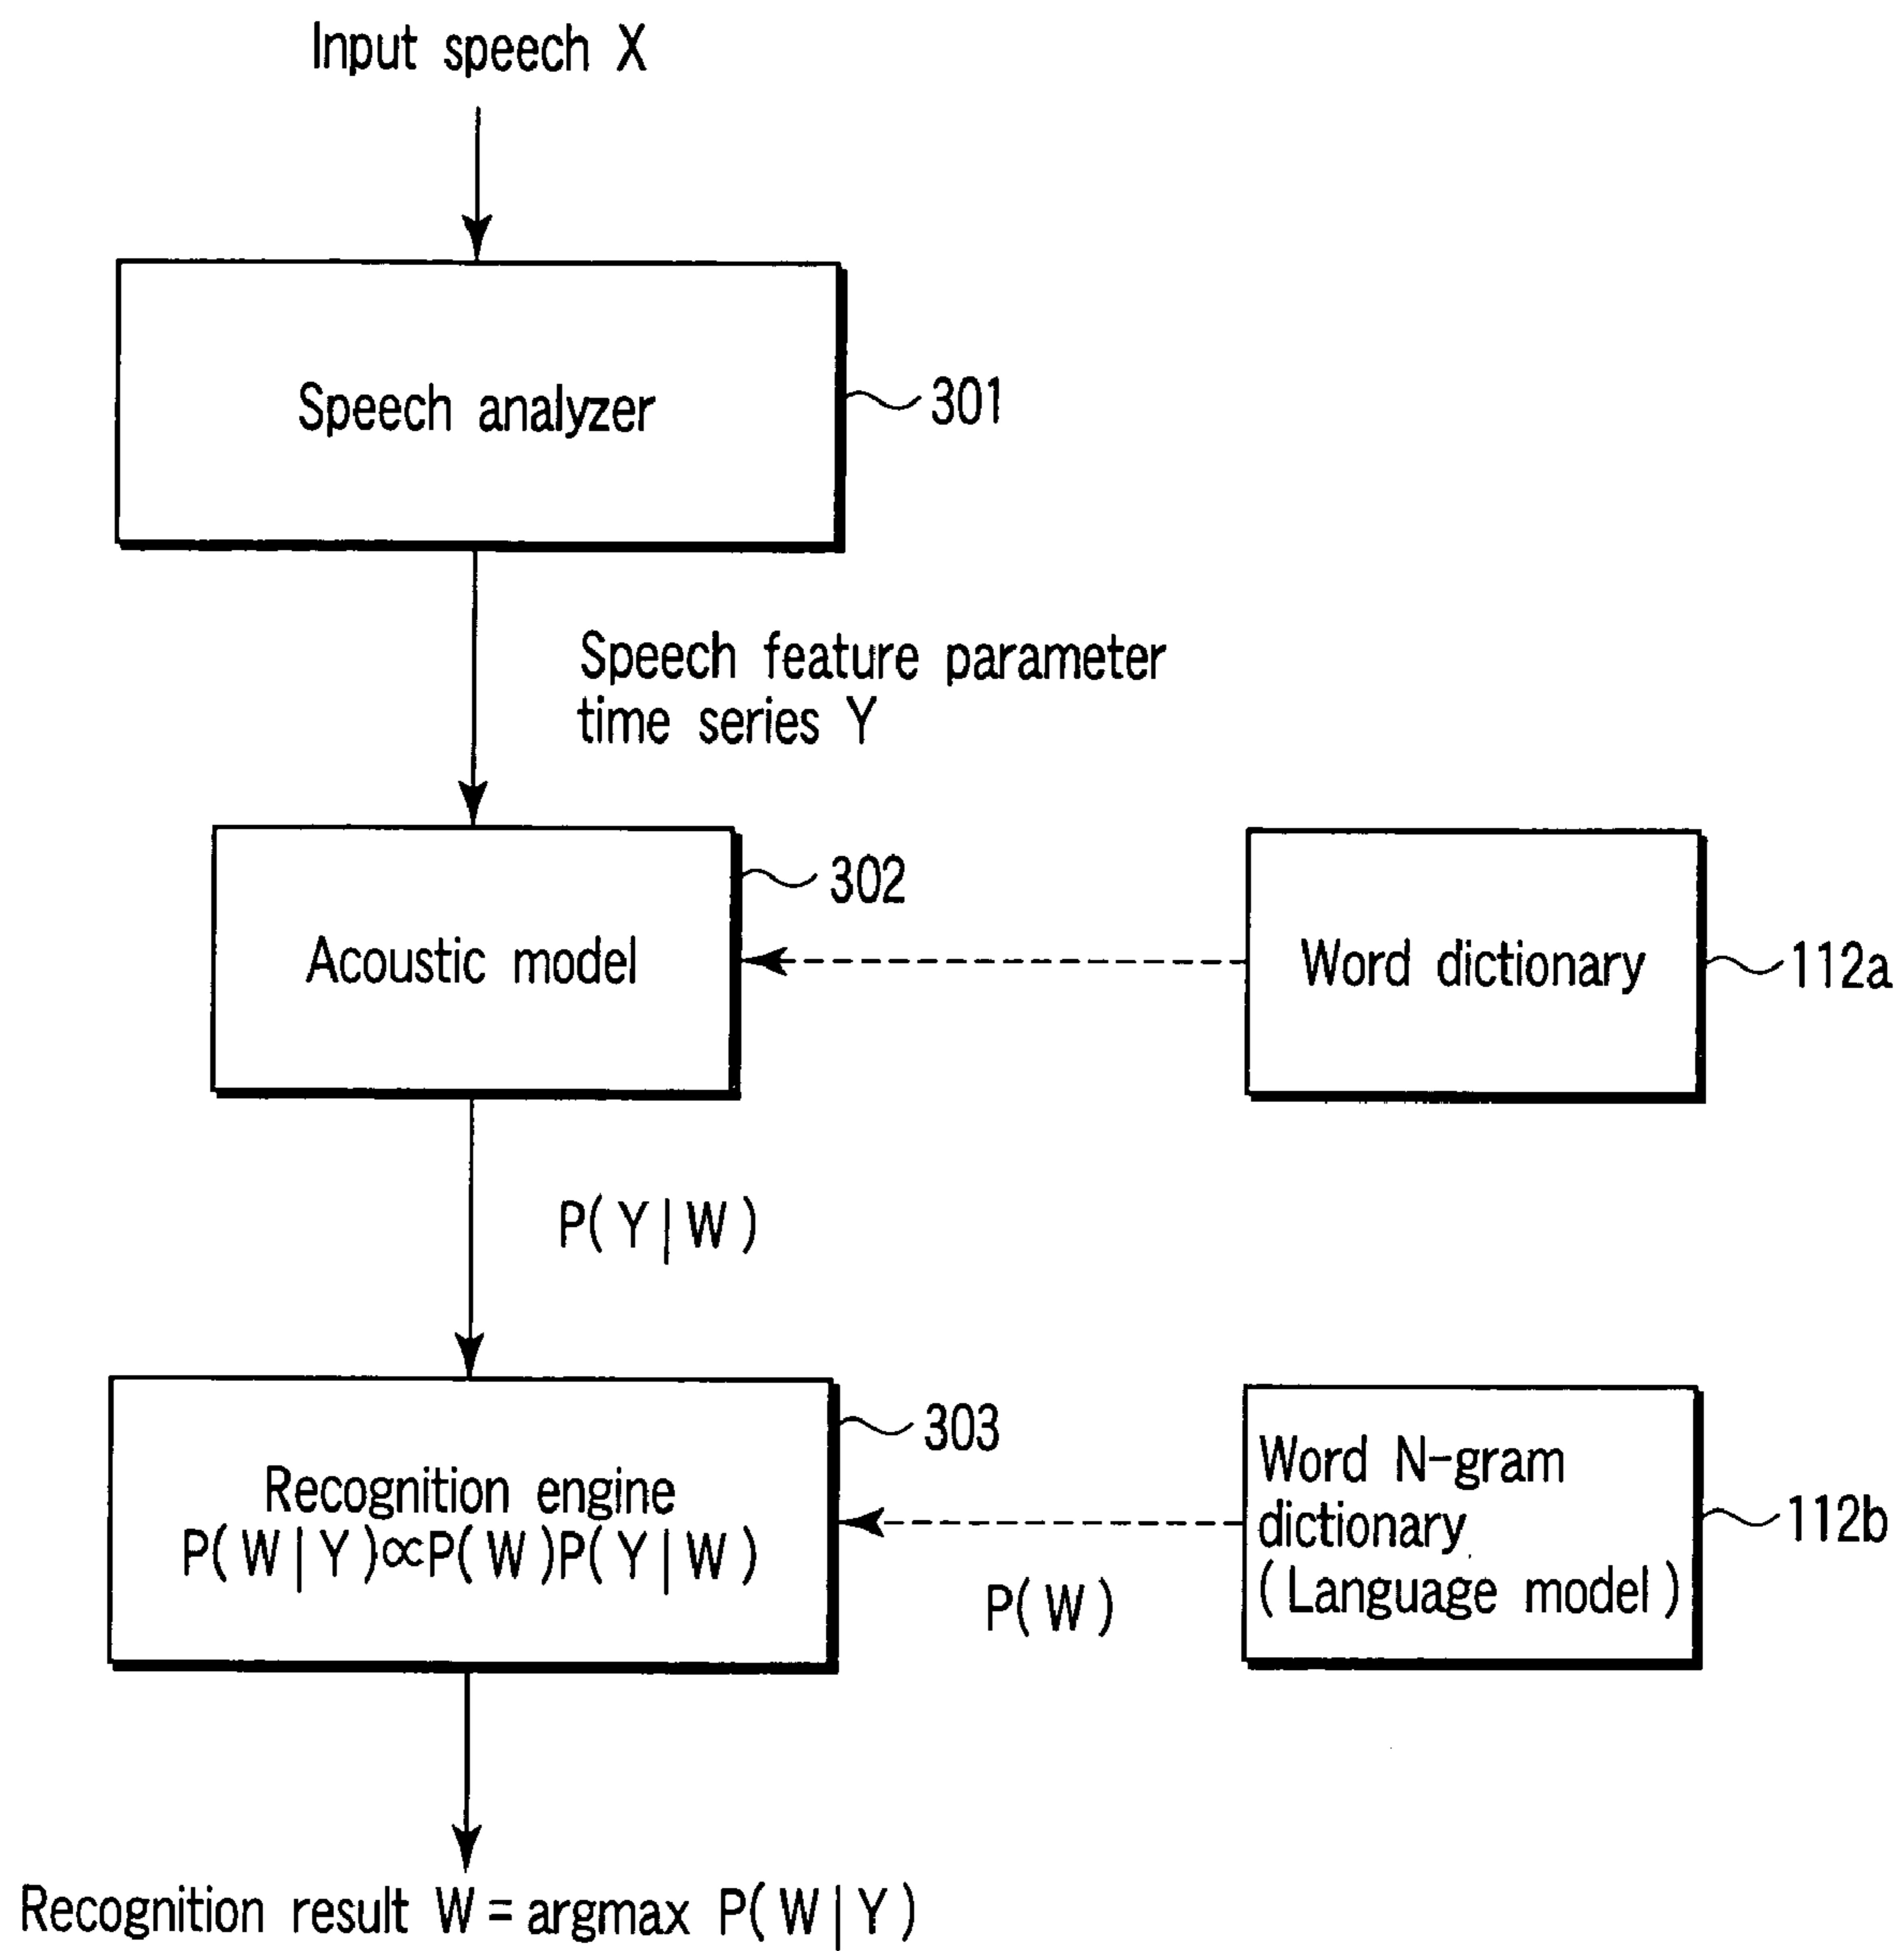 Input speech X
Speech analyzer
301
Speech feature parameter
time series Y
302
Acoustic model
Word dictionary
112a
P(Y|W)
303
Recognition engine
P(W|Y)∝P(W)P(Y|W)
Word N-gram
dictionary
(Language model)
112b
P(W)
Recognition result W=argmax P(W|Y)